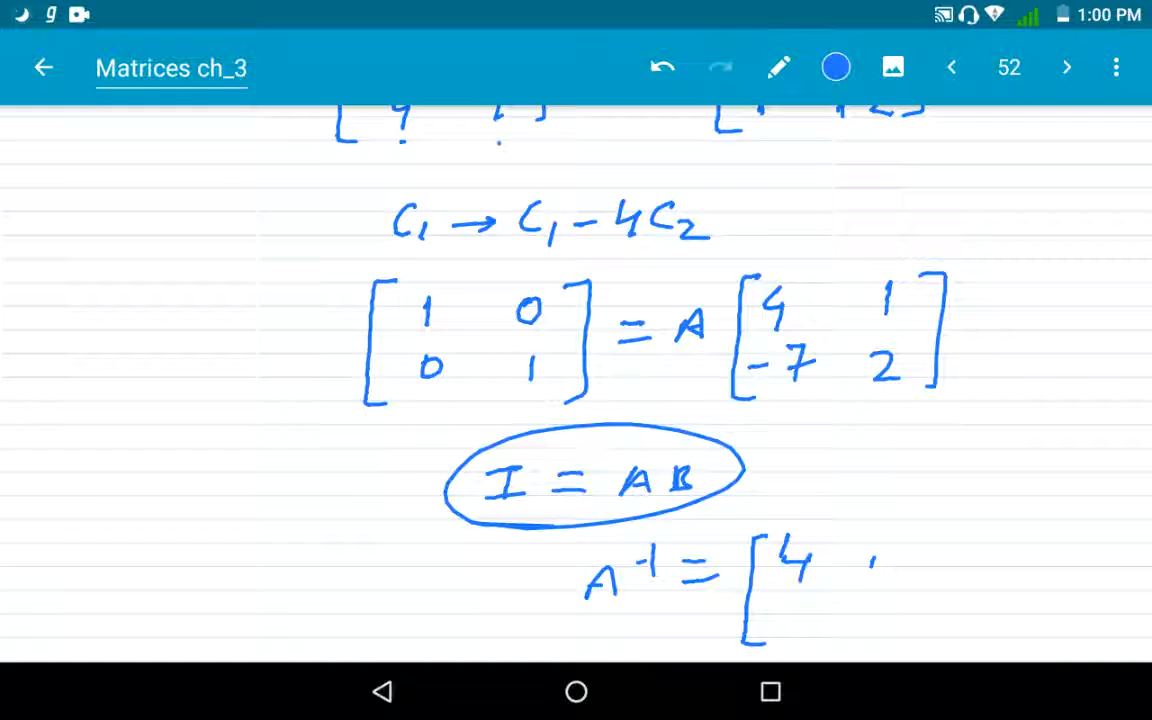 g 1:00 PM
Matrices ch_3 52
C₁ → C₁ - 4C₂
[ 1 0 ] = A [ 4 1 ]
[ 0 1 ] [ -7 2 ]
I = AB
A⁻¹ = [ 4